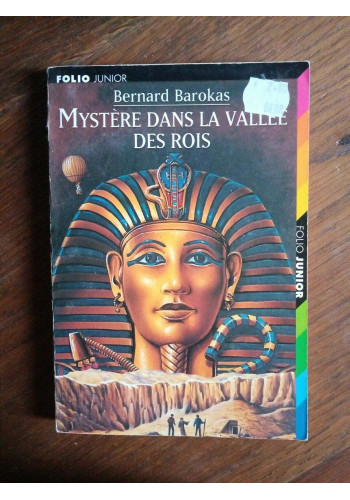 FOLIO JUNIOR
Bernard Barokas
MYSTÈRE DANS LA VALLÉE
DES ROIS
FOLIO JUNIOR